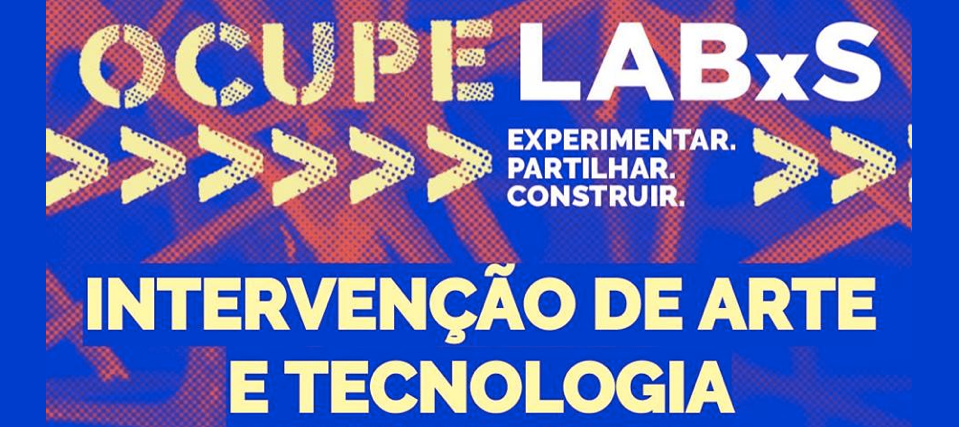 OCUPE LABxS
EXPERIMENTAR.
PARTILHAR.
CONSTRUIR.
INTERVENÇÃO DE ARTE
E TECNOLOGIA